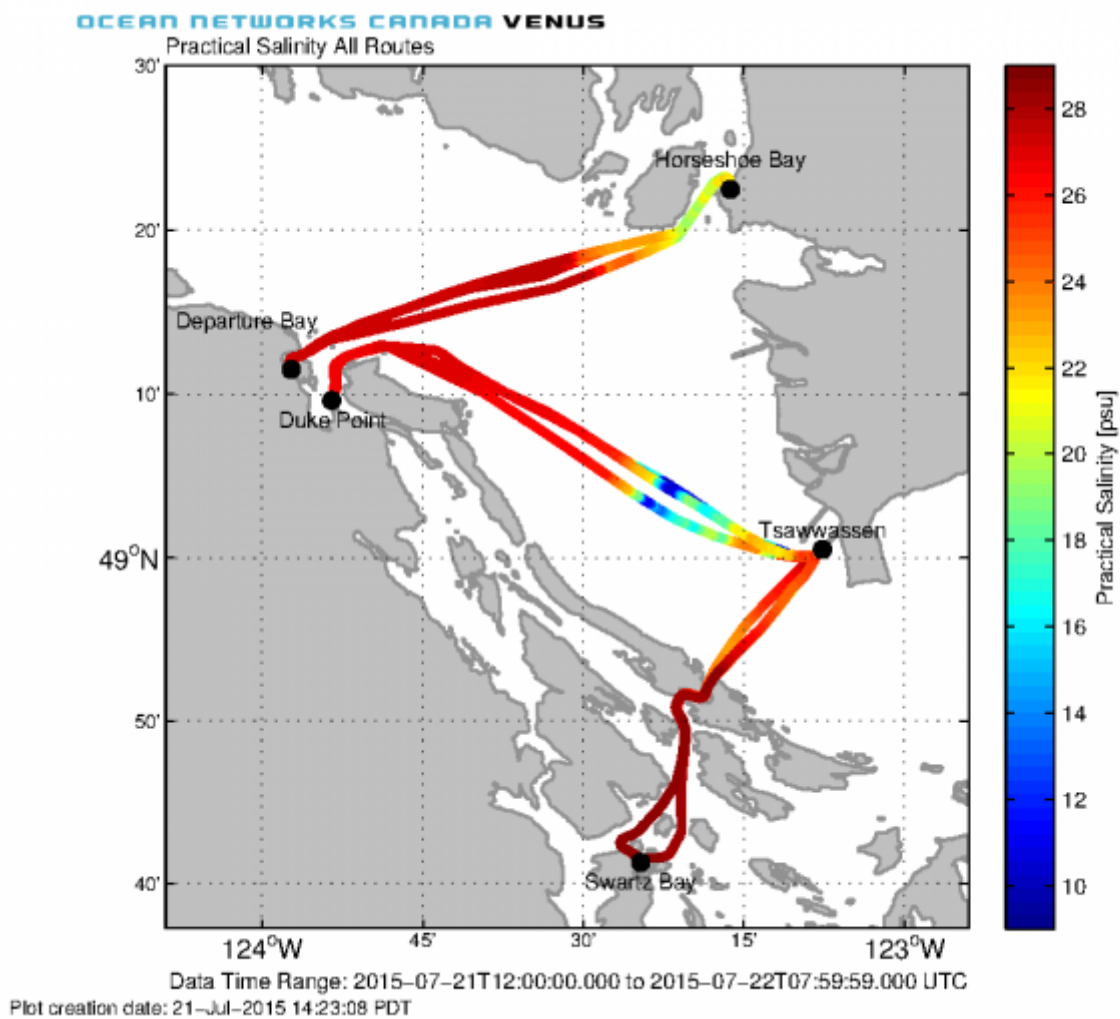 OCEAN NETWORKS CANADA VENUS
Practical Salinity All Routes
30'
Horseshoe Bay
28
26
20'
24
Departure Bay
22
10'
Duke Point
20
Practical Salinity [psu]
Tsawwassen
49°N
18
16
50'
14
12
40'
Swartz Bay
10
124°W
45'
30'
15'
123°W
Data Time Range: 2015-07-21T12:00:00.000 to 2015-07-22T07:59:59.000 UTC
Plot creation date: 21-Jul-2015 14:23:08 PDT